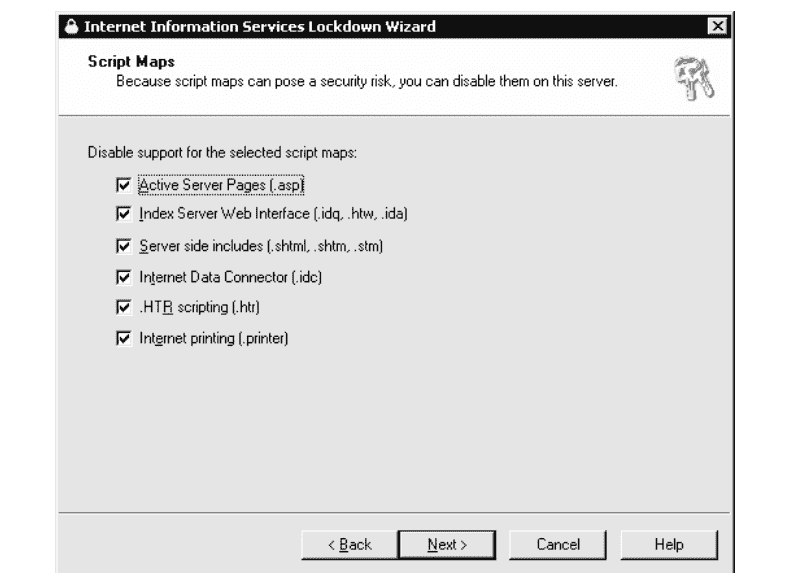 Internet Information Services Lockdown Wizard
Script Maps
Because script maps can pose a security risk, you can disable them on this server.
Disable support for the selected script maps:
Active Server Pages (.asp)
Index Server Web Interface (.idq, .htw, .ida)
Server side includes (.shtml, .shtm, .stm)
Internet Data Connector (.idc)
.HTR scripting (.htr)
Internet printing (.printer)
< Back Next > Cancel Help